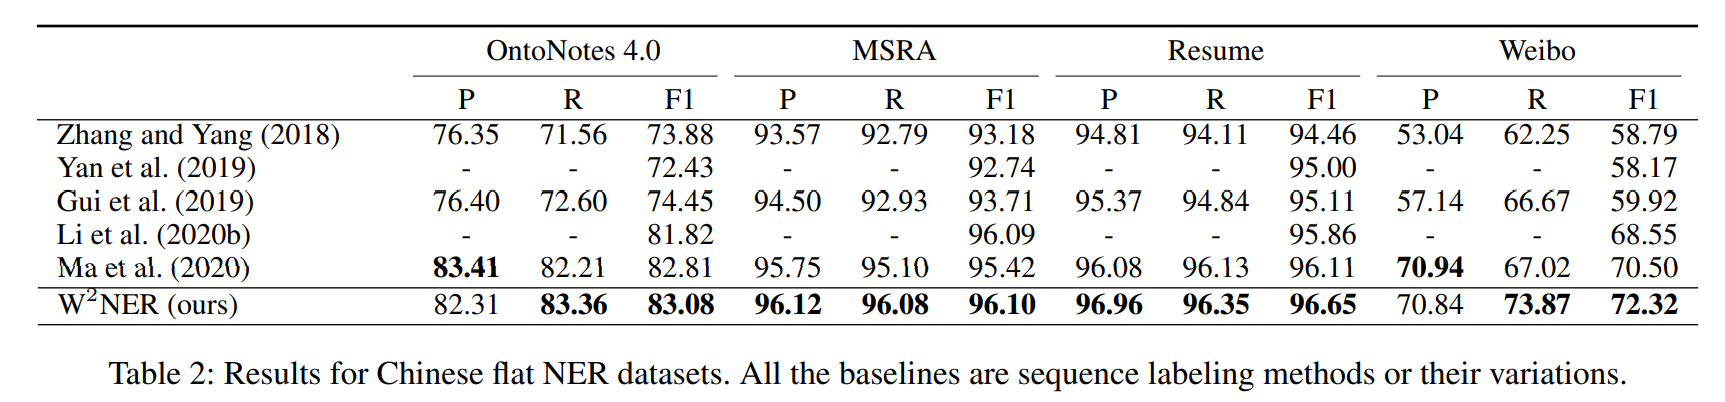 OntoNotes 4.0 MSRA Resume Weibo
P R F1 P R F1 P R F1 P R F1
Zhang and Yang (2018) 76.35 71.56 73.88 93.57 92.79 93.18 94.81 94.11 94.46 53.04 62.25 58.79
Yan et al. (2019) - - 72.43 - - 92.74 - - 95.00 - - 58.17
Gui et al. (2019) 76.40 72.60 74.45 94.50 92.93 93.71 95.37 94.84 95.11 57.14 66.67 59.92
Li et al. (2020b) - - 81.82 - - 96.09 - - 95.86 - - 68.55
Ma et al. (2020) 83.41 82.21 82.81 95.75 95.10 95.42 96.08 96.13 96.11 70.94 67.02 70.50
W²NER (ours) 82.31 83.36 83.08 96.12 96.08 96.10 96.96 96.35 96.65 70.84 73.87 72.32
Table 2: Results for Chinese flat NER datasets. All the baselines are sequence labeling methods or their variations.